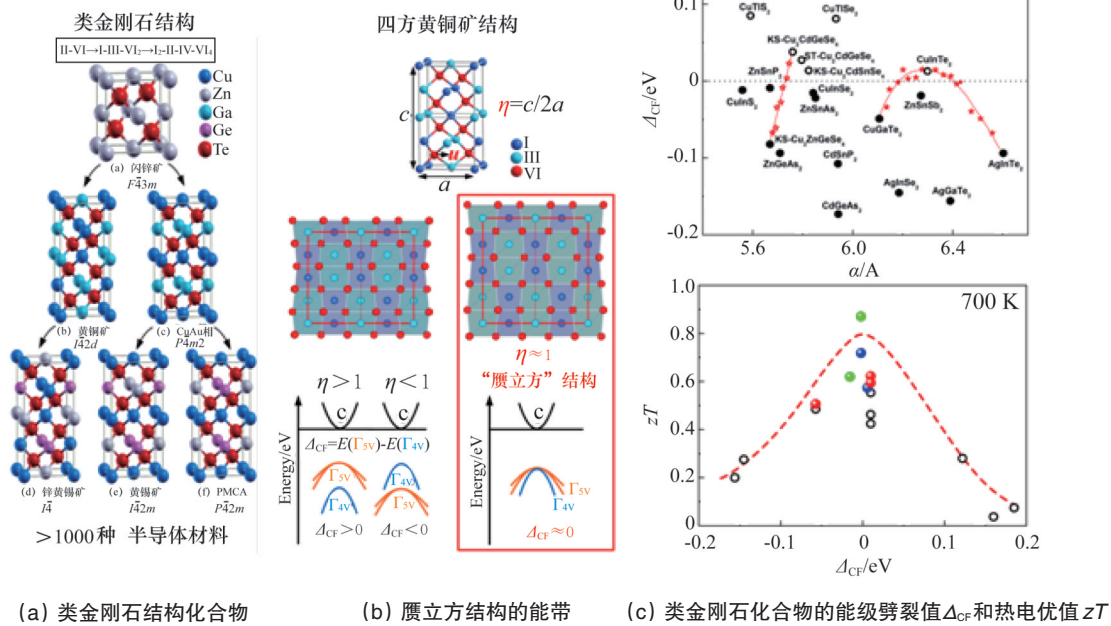 类金刚石结构
II-VI→I-III-VI₂→I₂-II-IV-VI₄
Cu
Zn
Ga
Ge
Te
(a) 闪锌矿
F4̄3m
(b) 黄铜矿
I4̄2d
(c) CuAu相
P4̄m2
(d) 锌黄锡矿
I4̄
(e) 黄锡矿
I4̄2m
(f) PMCA
P4̄2m
>1000种 半导体材料
四方黄铜矿结构
c
a
u
η=c/2a
I
III
VI
η≈1
“赝立方”结构
η>1
η<1
Energy/eV
c
c
Δ_CF=E(Γ₅ᵥ)-E(Γ₄ᵥ)
Γ₅ᵥ
Γ₄ᵥ
Γ₄ᵥ
Γ₅ᵥ
Δ_CF>0
Δ_CF<0
Energy/eV
c
Γ₅ᵥ
Γ₄ᵥ
Δ_CF≈0
Δ_CF/eV
0.1
0
-0.1
-0.2
CuTlS₂
CuTlSe₂
KS-Cu₂CdGeSe₄
ST-Cu₂CdGeSe₄
KS-Cu₂CdSnSe₄
CuInTe₂
ZnSnP₂
CuInS₂
CuInSe₂
ZnSnAs₂
ZnSnSb₂
CuGaTe₂
KS-Cu₂ZnGeSe₄
ZnGeAs₂
CdSnP₂
AgInTe₂
AgInSe₂
AgGaTe₂
CdGeAs₂
5.6
6.0
6.4
α/A
700 K
zT
1.0
0.8
0.6
0.4
0.2
0
-0.2
-0.1
0
0.1
0.2
Δ_CF/eV
(a) 类金刚石结构化合物
(b) 赝立方结构的能带
(c) 类金刚石化合物的能级劈裂值Δ_CF和热电优值zT